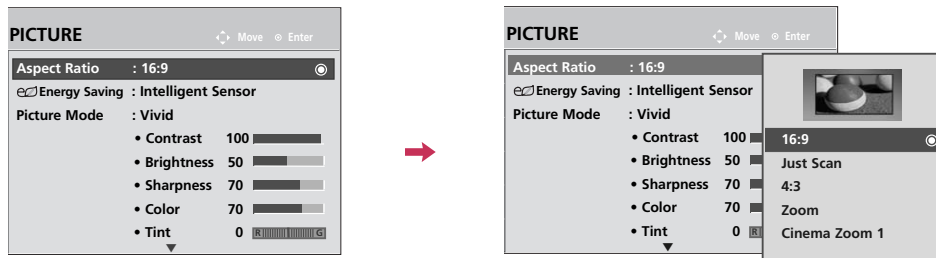 PICTURE Move Enter
Aspect Ratio : 16:9
Energy Saving : Intelligent Sensor
Picture Mode : Vivid
• Contrast 100
• Brightness 50
• Sharpness 70
• Color 70
• Tint 0 R G
PICTURE Move Enter
Aspect Ratio : 16:9
Energy Saving : Intelligent Sensor
Picture Mode : Vivid
• Contrast 100
• Brightness 50
• Sharpness 70
• Color 70
• Tint 0 R
16:9
Just Scan
4:3
Zoom
Cinema Zoom 1